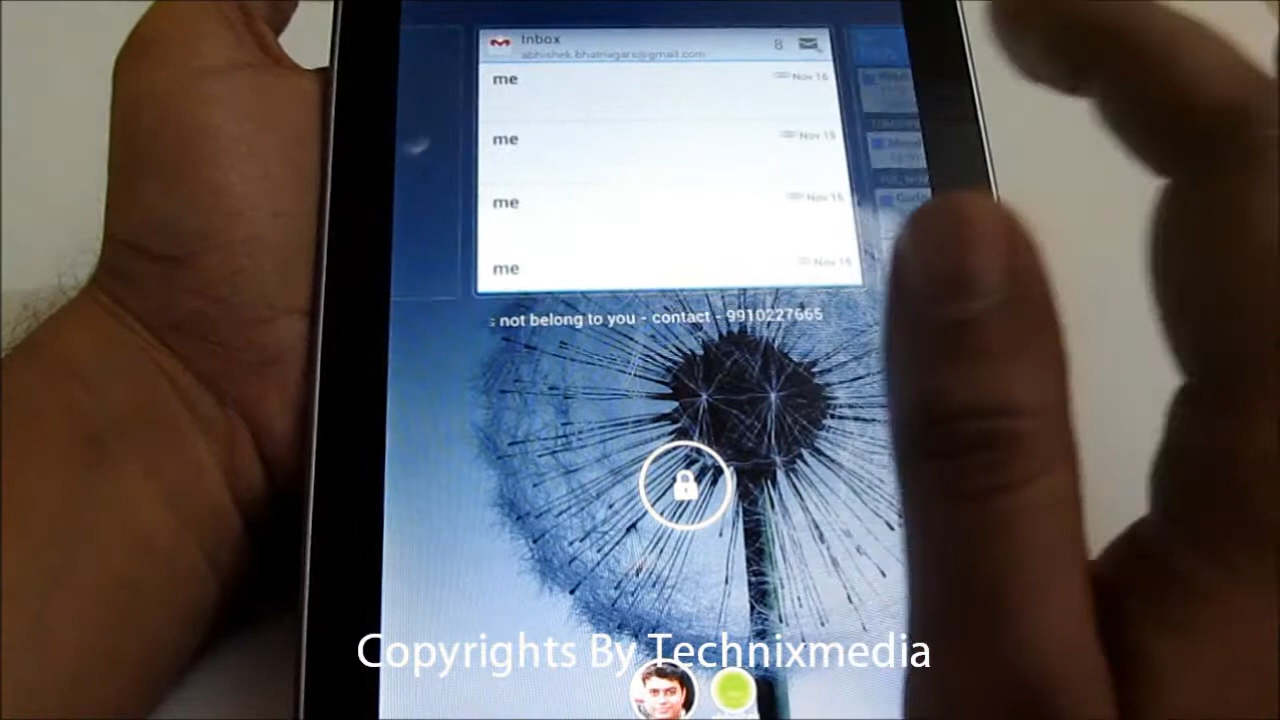 Inbox
8
abhishek.bhatnagars@gmail.com
me
Nov 16
me
Nov 15
me
Nov 15
me
Nov 15
not belong to you - contact - 9910227665
Copyrights By Technixmedia